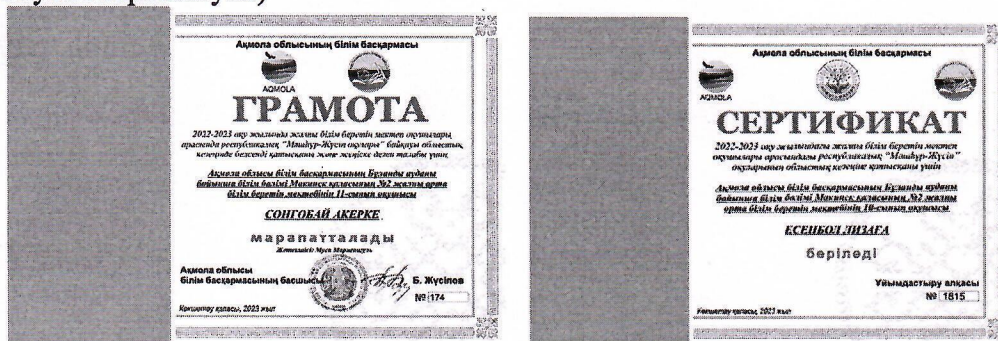 Ақмола облысының білім басқармасы
AQMOLA
ГРАМОТА
2022-2023 оқу жылында жалпы білім беретін мектеп оқушылары
арасында республикалық "Мәшһүр-Жүсіп оқулары" байқауы облыстық
кезеңінде белсенді қатысқаны және жеңіске деген талабы үшін
Ақмола облысы білім басқармасының Бұланды ауданы
бойынша білім бөлімі Макинск қаласының №2 жалпы орта
білім беретін мектебінің 11-сынып оқушысы
СОНГОБАЙ АКЕРКЕ
марапатталады
Жетекшісі: Муса
Ақмола облысы
білім басқармасының басшысы
Б. Жүсіпов
№ 174
Көкшетау қаласы, 2023 жыл
Ақмола облысының білім басқармасы
AQMOLA
СЕРТИФИКАТ
2022-2023 оқу жылындағы жалпы білім беретін мектеп
оқушылары арасындағы республикалық "Мәшһүр-Жүсіп"
оқуларының облыстық кезеңіне қатысқаны үшін
Ақмола облысы білім басқармасының Бұланды ауданы
бойынша білім бөлімі Макинск қаласының №2 жалпы
орта білім беретін мектебінің 10-сынып оқушысы
ЕСЕНБОЛ ЛИЗАҒА
беріледі
Ұйымдастыру алқасы
№ 1815
Көкшетау қаласы, 2023 жыл